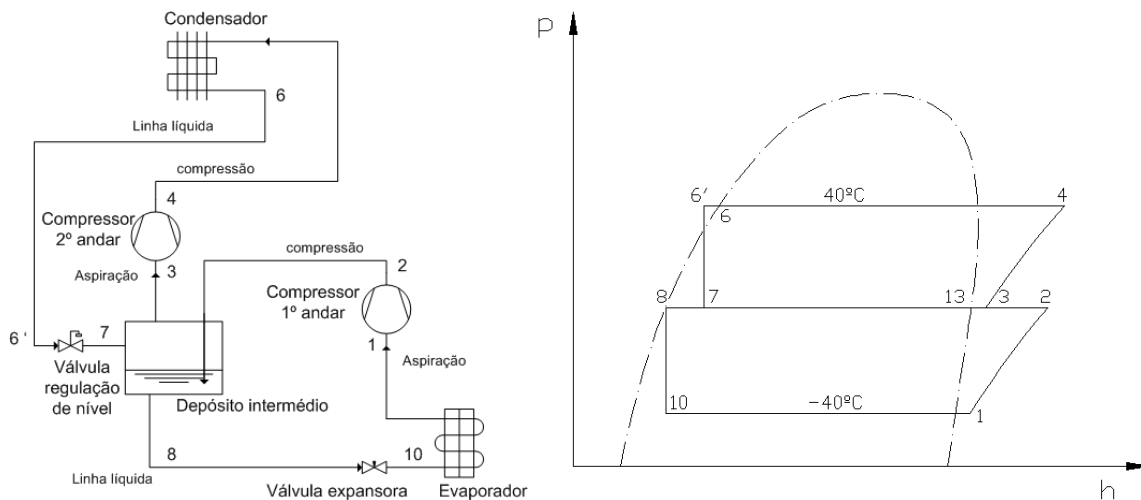 Condensador
6
Linha líquida
compressão
4
Compressor
2º andar
compressão
Aspiração
3
2
Compressor
1º andar
6 '
7
1
Aspiração
Válvula
regulação
de nível
Depósito intermédio
8
10
Linha líquida
Válvula expansora
Evaporador
p
6'
6
40ºC
4
8
7
13
3
2
10
-40ºC
1
h